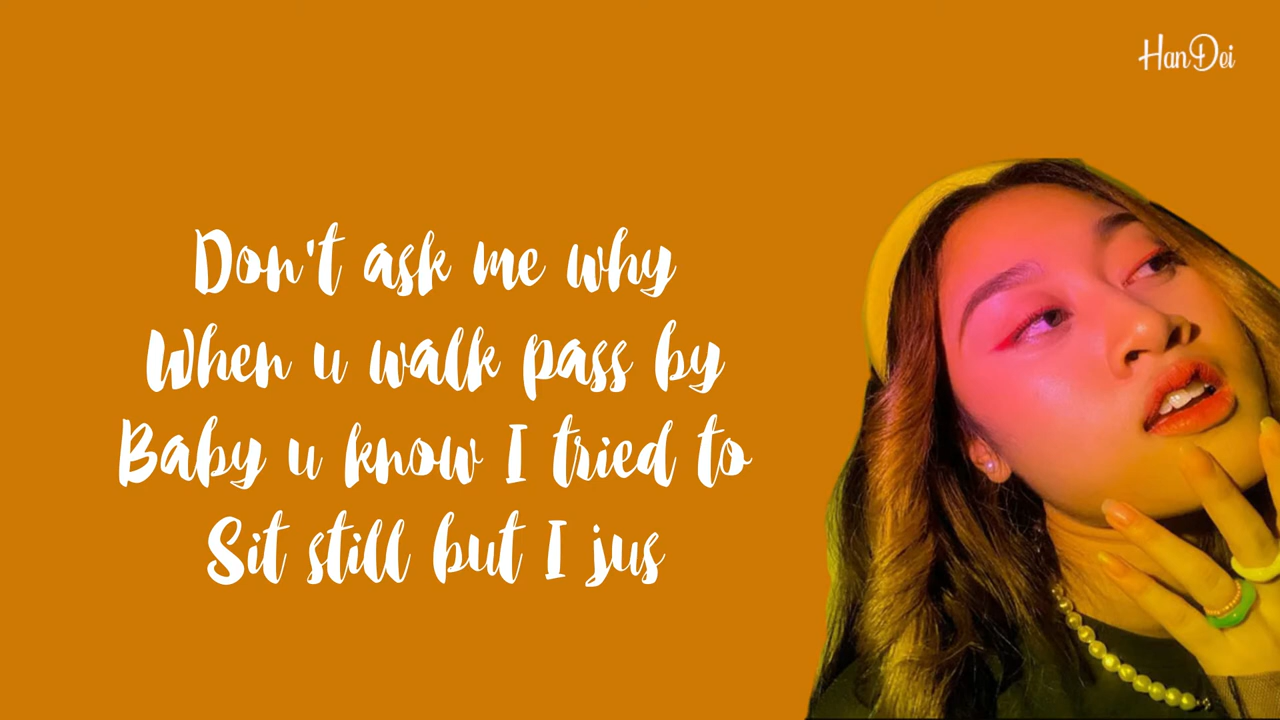 HanDei
Don't ask me why
When u walk pass by
Baby u know I tried to
Sit still but I jus